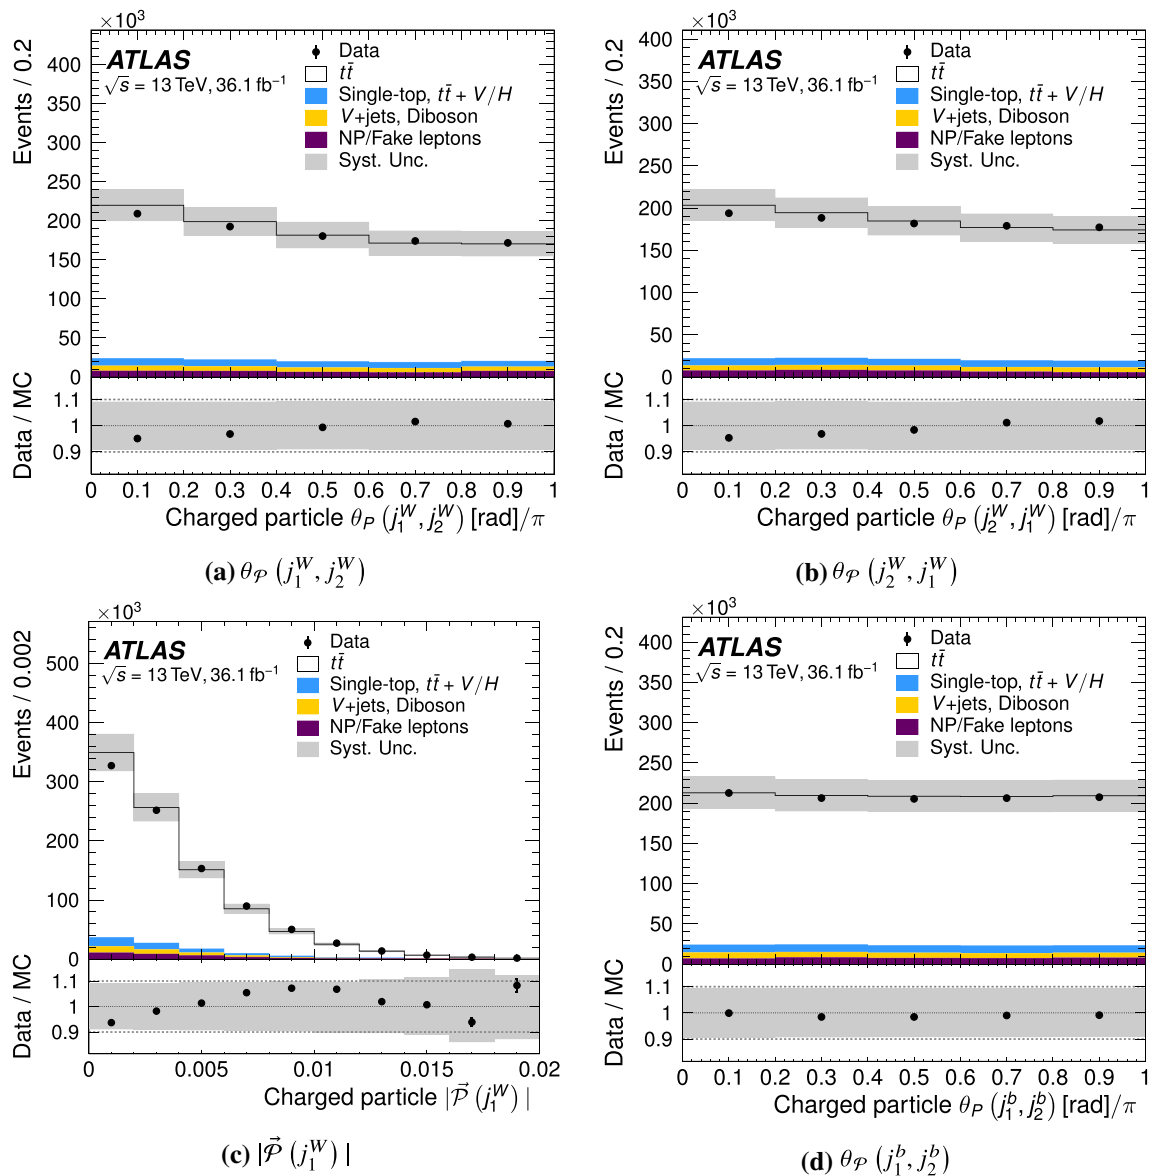 ×10³
Events / 0.2
400
350
300
250
200
150
100
50
0
ATLAS
√s = 13 TeV, 36.1 fb⁻¹
Data
tt̄
Single-top, tt̄ + V/H
V+jets, Diboson
NP/Fake leptons
Syst. Unc.
Data / MC
1.1
1
0.9
0 0.1 0.2 0.3 0.4 0.5 0.6 0.7 0.8 0.9 1
Charged particle θ_P (j₁ᵂ, j₂ᵂ) [rad]/π
(a) θ_𝒫 (j₁ᵂ, j₂ᵂ)
×10³
Events / 0.2
400
350
300
250
200
150
100
50
0
ATLAS
√s = 13 TeV, 36.1 fb⁻¹
Data
tt̄
Single-top, tt̄ + V/H
V+jets, Diboson
NP/Fake leptons
Syst. Unc.
Data / MC
1.1
1
0.9
0 0.1 0.2 0.3 0.4 0.5 0.6 0.7 0.8 0.9 1
Charged particle θ_P (j₂ᵂ, j₁ᵂ) [rad]/π
(b) θ_𝒫 (j₂ᵂ, j₁ᵂ)
×10³
Events / 0.002
500
400
300
200
100
0
ATLAS
√s = 13 TeV, 36.1 fb⁻¹
Data
tt̄
Single-top, tt̄ + V/H
V+jets, Diboson
NP/Fake leptons
Syst. Unc.
Data / MC
1.1
1
0.9
0 0.005 0.01 0.015 0.02
Charged particle |𝒫⃗ (j₁ᵂ) |
(c) |𝒫⃗ (j₁ᵂ) |
×10³
Events / 0.2
400
350
300
250
200
150
100
50
0
ATLAS
√s = 13 TeV, 36.1 fb⁻¹
Data
tt̄
Single-top, tt̄ + V/H
V+jets, Diboson
NP/Fake leptons
Syst. Unc.
Data / MC
1.1
1
0.9
0 0.1 0.2 0.3 0.4 0.5 0.6 0.7 0.8 0.9 1
Charged particle θ_P (j₁ᵇ, j₂ᵇ) [rad]/π
(d) θ_𝒫 (j₁ᵇ, j₂ᵇ)